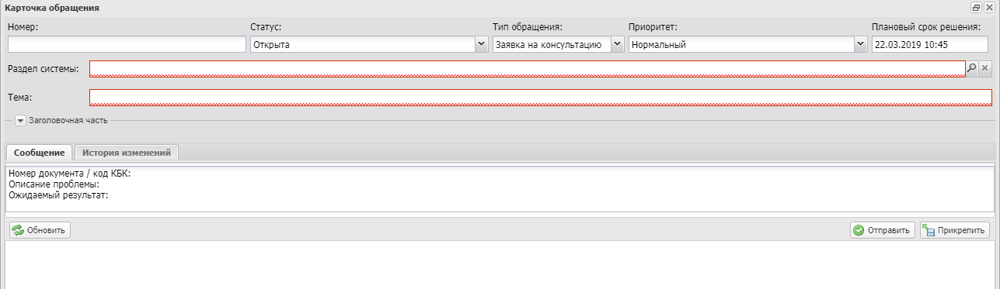 Карточка обращения
Номер: Статус: Тип обращения: Приоритет: Плановый срок решения:
Открыта Заявка на консультацию Нормальный 22.03.2019 10:45
Раздел системы:
Тема:
Заголовочная часть
Сообщение История изменений
Номер документа / код КБК:
Описание проблемы:
Ожидаемый результат:
Обновить Отправить Прикрепить